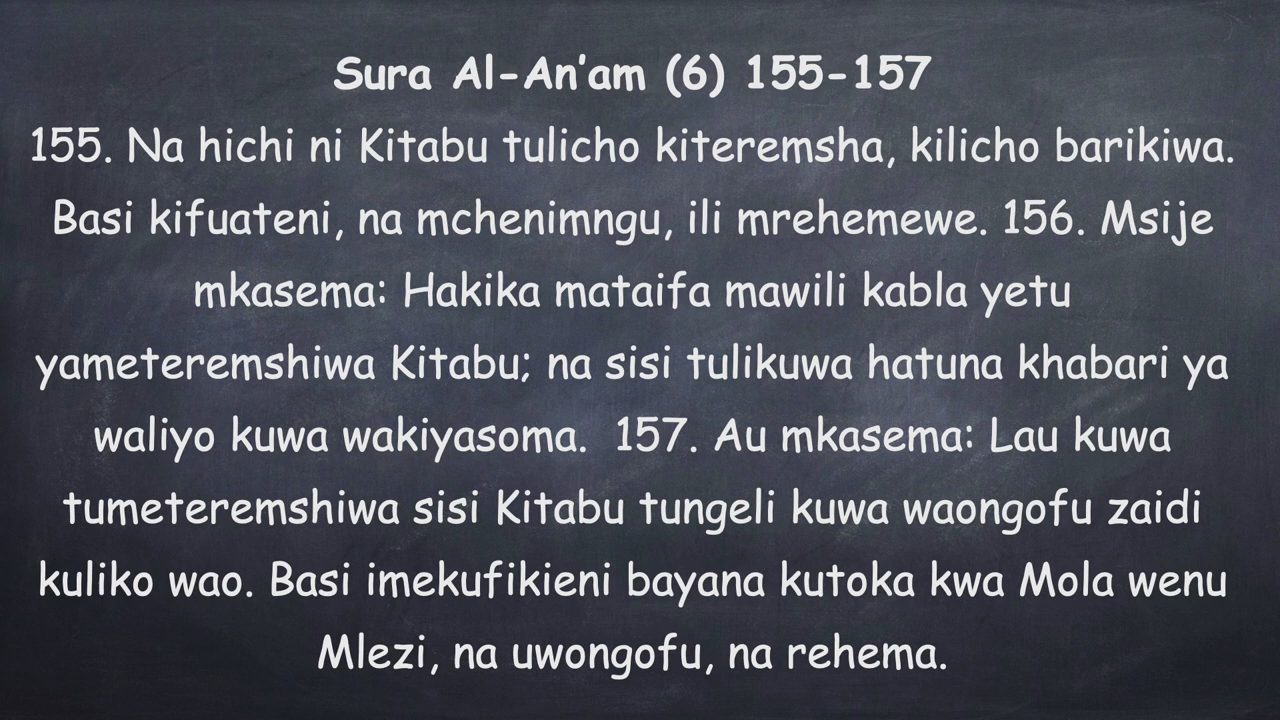 Sura Al-An’am (6) 155-157
155. Na hichi ni Kitabu tulicho kiteremsha, kilicho barikiwa.
Basi kifuateni, na mchenimngu, ili mrehemewe. 156. Msije
mkasema: Hakika mataifa mawili kabla yetu
yameteremshiwa Kitabu; na sisi tulikuwa hatuna khabari ya
waliyo kuwa wakiyasoma.  157. Au mkasema: Lau kuwa
tumeteremshiwa sisi Kitabu tungeli kuwa waongofu zaidi
kuliko wao. Basi imekufikieni bayana kutoka kwa Mola wenu
Mlezi, na uwongofu, na rehema.